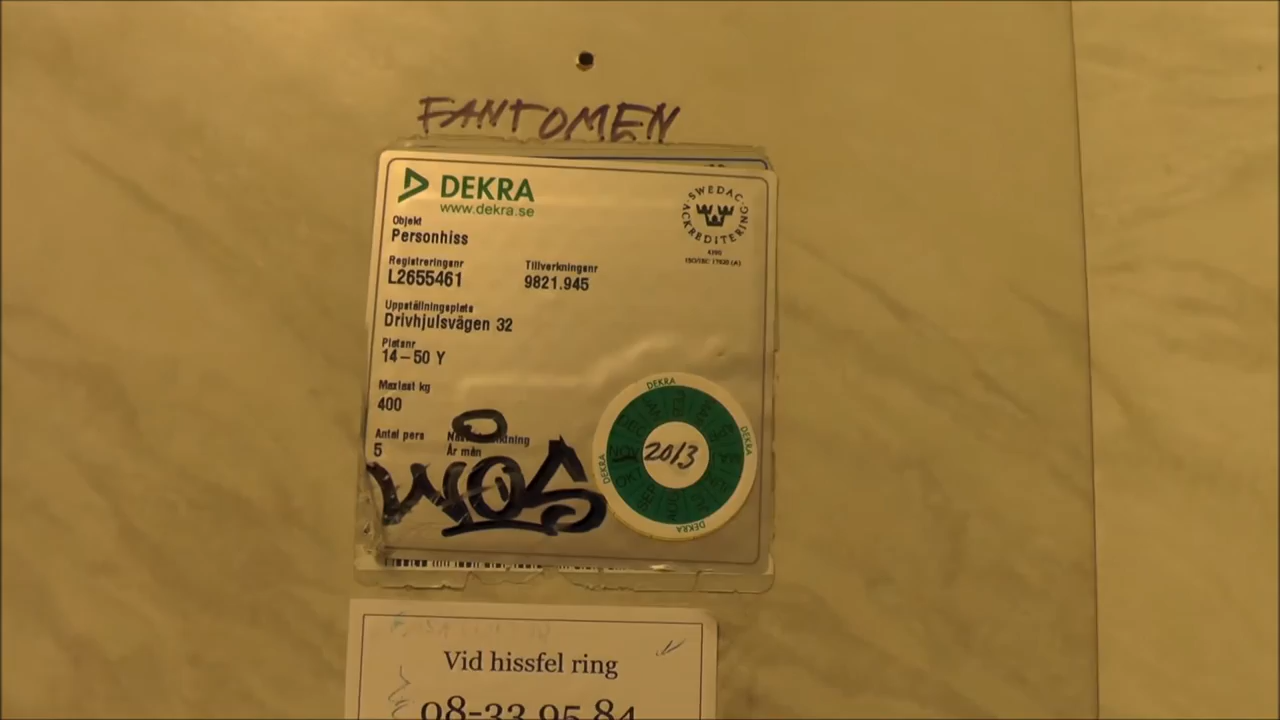 FANTOMEN
DEKRA
www.dekra.se
SWEDAC ACKREDITERING
Objekt
Personhiss
Registreringsnr
L2655461
Tillverkningsnr
9821.945
Uppställningsplats
Drivhjulsvägen 32
Platsnr
14-50 Y
Maxlast kg
400
Antal pers
5
År mån
WÖS
DEKRA
DEKRA
DEKRA
DEKRA
2013
Vid hissfel ring
08-33 95 84